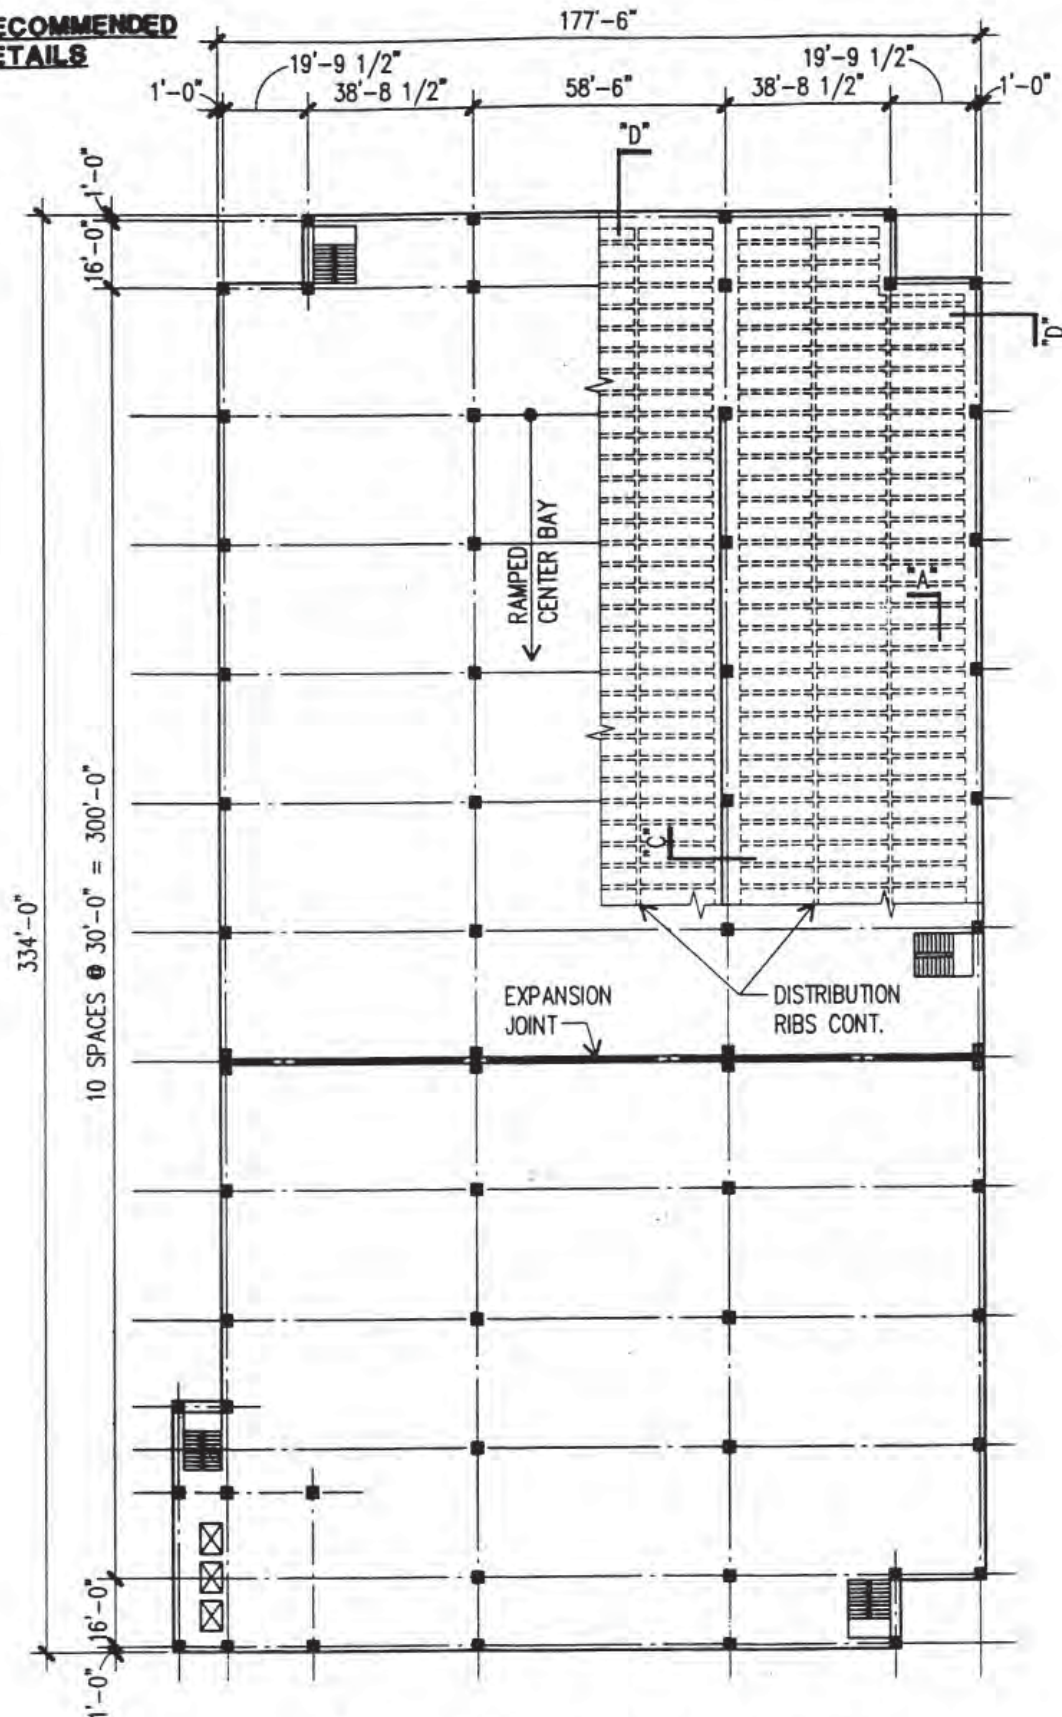 ECOMMENDED
ETAILS
177'-6"
19'-9 1/2"
19'-9 1/2"
1'-0"
38'-8 1/2"
58'-6"
38'-8 1/2"
1'-0"
"D"
1'-0"
16'-0"
"D"
RAMPED
CENTER BAY
"A"
"C"
334'-0"
10 SPACES @ 30'-0" = 300'-0"
EXPANSION
JOINT
DISTRIBUTION
RIBS CONT.
16'-0"
1'-0"